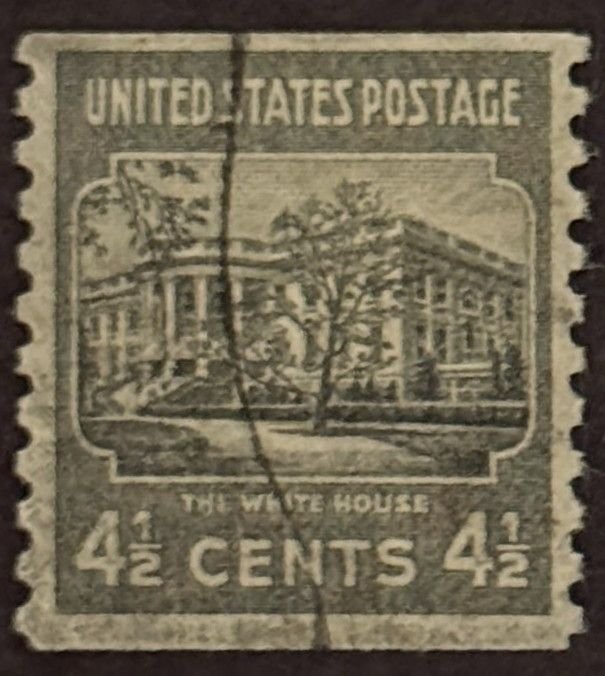 UNITED STATES POSTAGE
THE WHITE HOUSE
4½ CENTS 4½